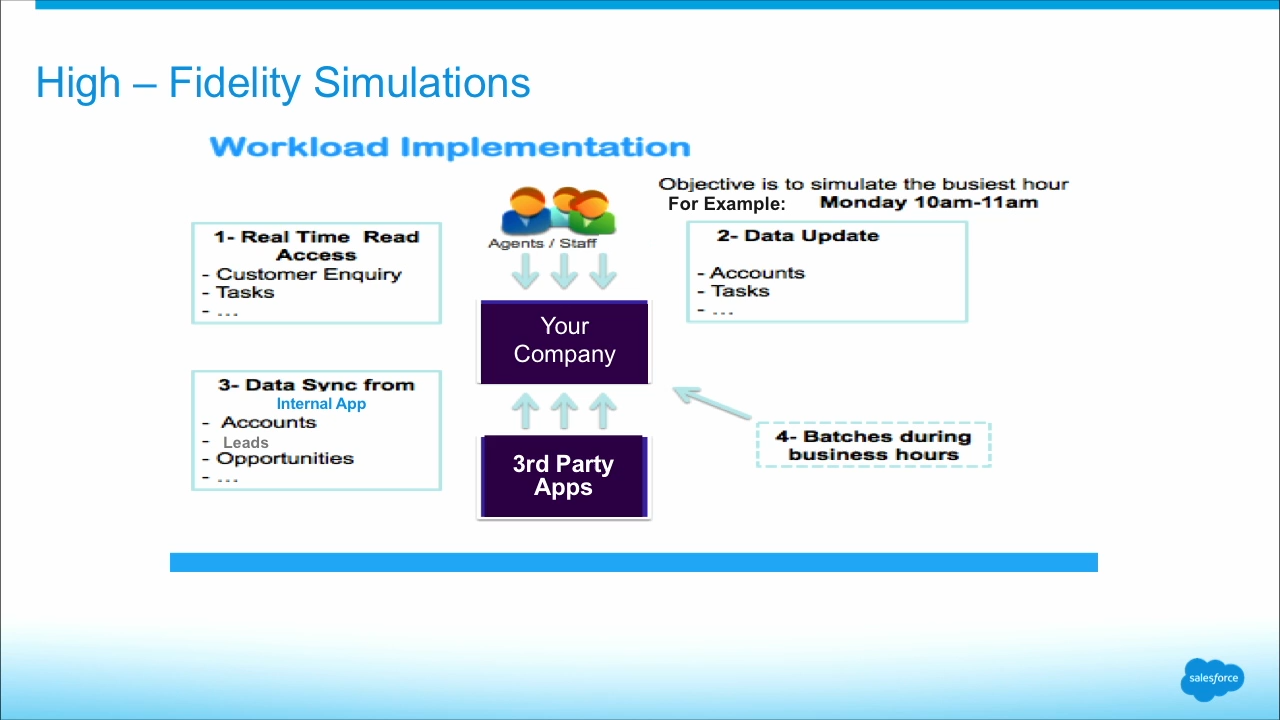 High – Fidelity Simulations
Workload Implementation
Objective is to simulate the busiest hour
For Example: Monday 10am-11am
Agents / Staff
1- Real Time Read
Access
- Customer Enquiry
- Tasks
- ...
2- Data Update
- Accounts
- Tasks
- ...
Your
Company
3- Data Sync from
Internal App
- Accounts
- Leads
- Opportunities
- ...
4- Batches during
business hours
3rd Party
Apps
salesforce